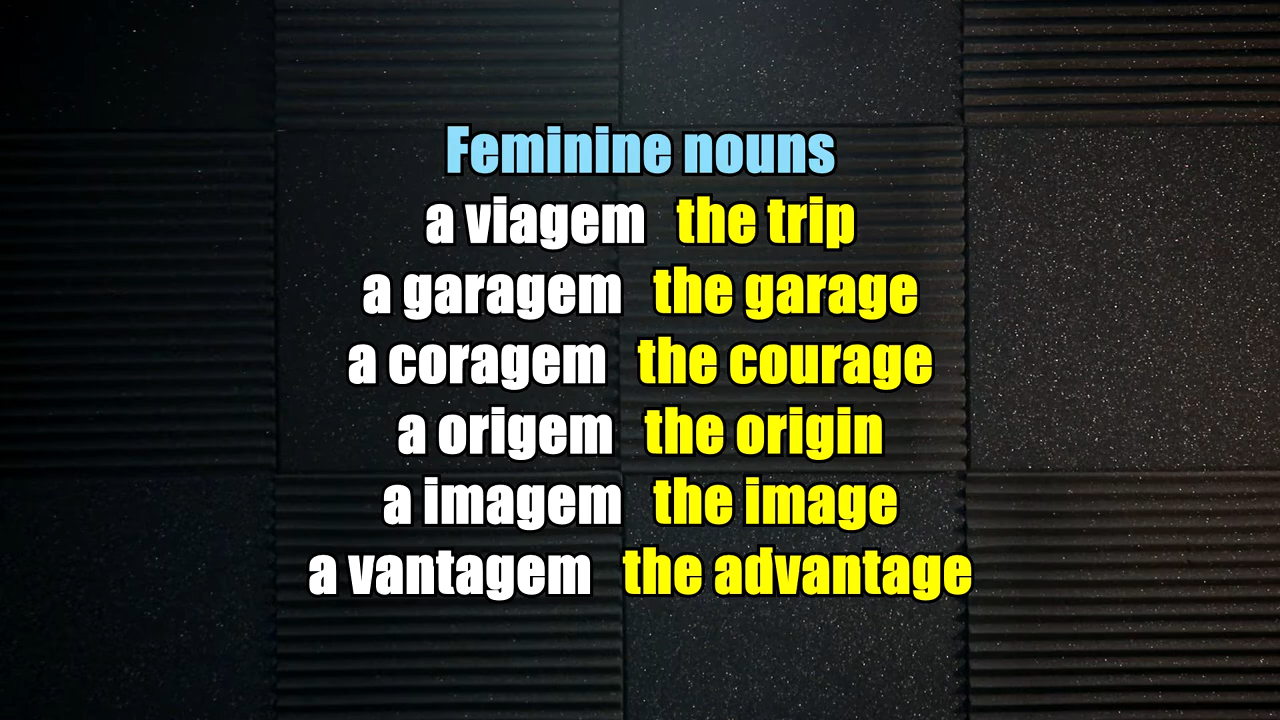 Feminine nouns
a viagem the trip
a garagem the garage
a coragem the courage
a origem the origin
a imagem the image
a vantagem the advantage